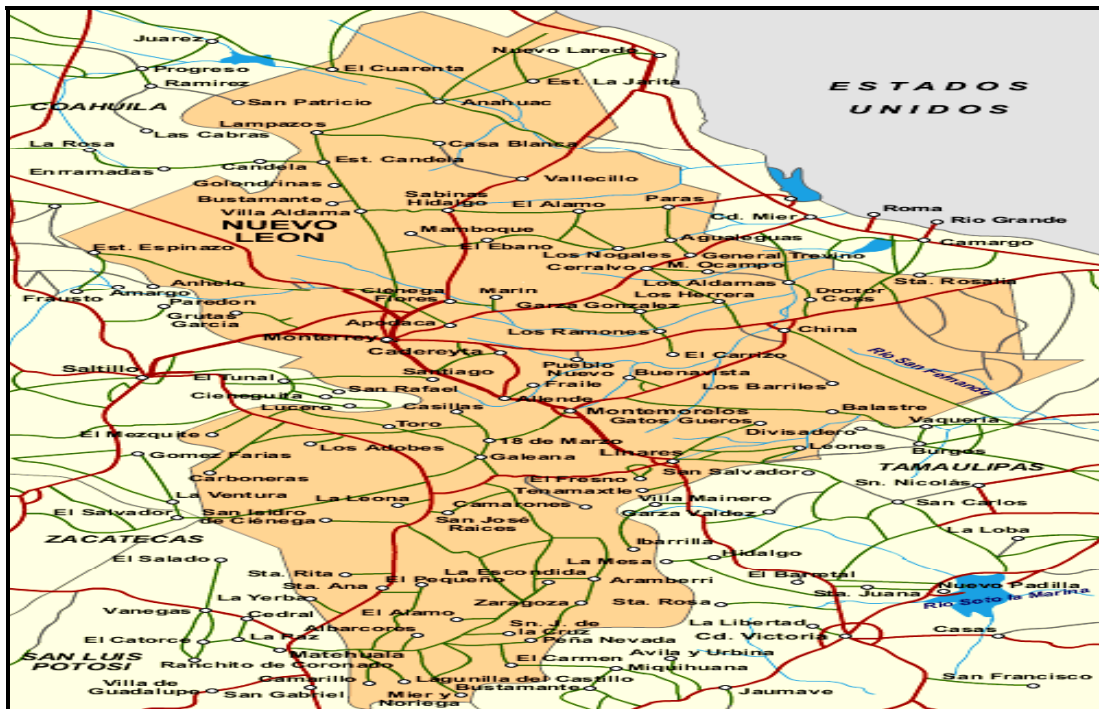 Juarez
Nuevo Laredo
Progreso
El Cuarenta
Ramirez
Est. La Jarita
ESTADOS
UNIDOS
COAHUILA
San Patricio
Anahuac
Lampazos
Las Cabras
La Rosa
Casa Blanca
Candela
Est. Candela
Enrramadas
Vallecillo
Golondrinas
Bustamante
Sabinas
Hidalgo
El Alamo
Paras
Villa Aldama
Cd. Mier
Roma
Rio Grande
NUEVO
LEON
Mamboque
El Ebano
Agualeguas
Camargo
Est. Espinazo
Los Nogales
General Trevino
Cerralvo
M. Ocampo
Anhelo
Amargo
Frausto
Paredon
Grutas
Garcia
Cienega
Flores
Marin
Garza Gonzalez
Los Aldamas
Los Herrera
Doctor
Coss
Sta. Rosalia
Apodaca
Los Ramones
China
Monterrey
Cadereyta
Pueblo
Nuevo
El Carrizo
Rio San Fernando
Saltillo
El Tunal
Santiago
San Rafael
Fraile
Buenavista
Los Barriles
Cieneguita
Lucero
Casillas
Allende
Montemorelos
Balastre
Gatos Gueros
El Mezquite
Toro
Divisadero
Vaqueria
Gomez Farias
Los Adobes
18 de Marzo
Galeana
Linares
Leones
Burgos
Carboneras
El Fresno
San Salvador
TAMAULIPAS
Tenamaxtle
Sn. Nicolás
La Ventura
La Leona
Camarones
Villa Mainero
San Carlos
El Salvador
San Isidro
de Ciénega
San José
Raices
Garza Valdez
La Loba
ZACATECAS
Ibarrilla
El Salado
La Mesa
Hidalgo
Sta. Rita
La Escondida
Sta. Ana
El Pequeño
Aramberri
El Barretal
Nuevo Padilla
Sta. Juana
La Yerba
Vanegas
Cedral
El Alamo
Zaragoza
Sta. Rosa
Rio Soto la Marina
Albarcores
Sn. J. de
la Cruz
La Libertad
El Catorce
La Paz
Peña Nevada
Cd. Victoria
Casas
SAN LUIS
POTOSI
Matehuala
Ranchito de Coronado
El Carmen
Avila y Urbina
Miquihuana
Villa de
Guadalupe
Camarillo
Lagunilla del Castillo
San Francisco
San Gabriel
Mier y
Noriega
Bustamante
Jaumave